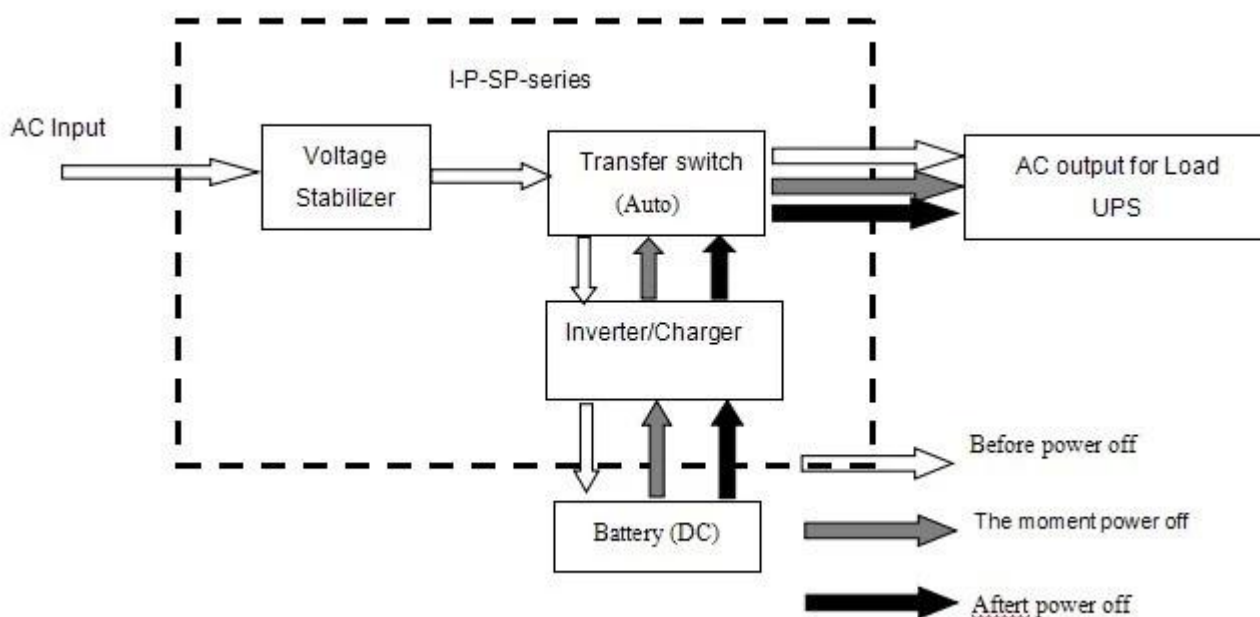 I-P-SP-series
AC Input
Voltage
Stabilizer
Transfer switch
(Auto)
AC output for Load
UPS
Inverter/Charger
Battery (DC)
Before power off
The moment power off
Aftert power off